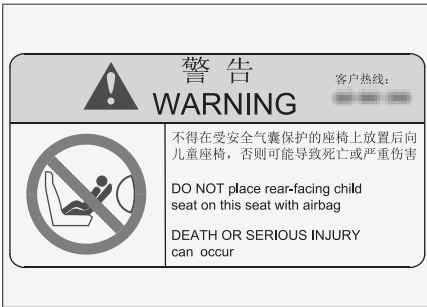 警告
客户热线：
WARNING
不得在受安全气囊保护的座椅上放置后向
儿童座椅，否则可能导致死亡或严重伤害
DO NOT place rear-facing child
seat on this seat with airbag
DEATH OR SERIOUS INJURY
can occur